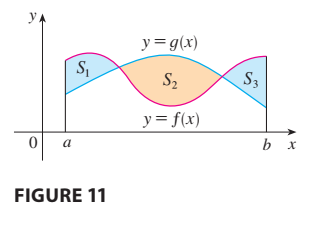 y
y = g(x)
S₁
S₂
S₃
y = f(x)
0 a b x
FIGURE 11